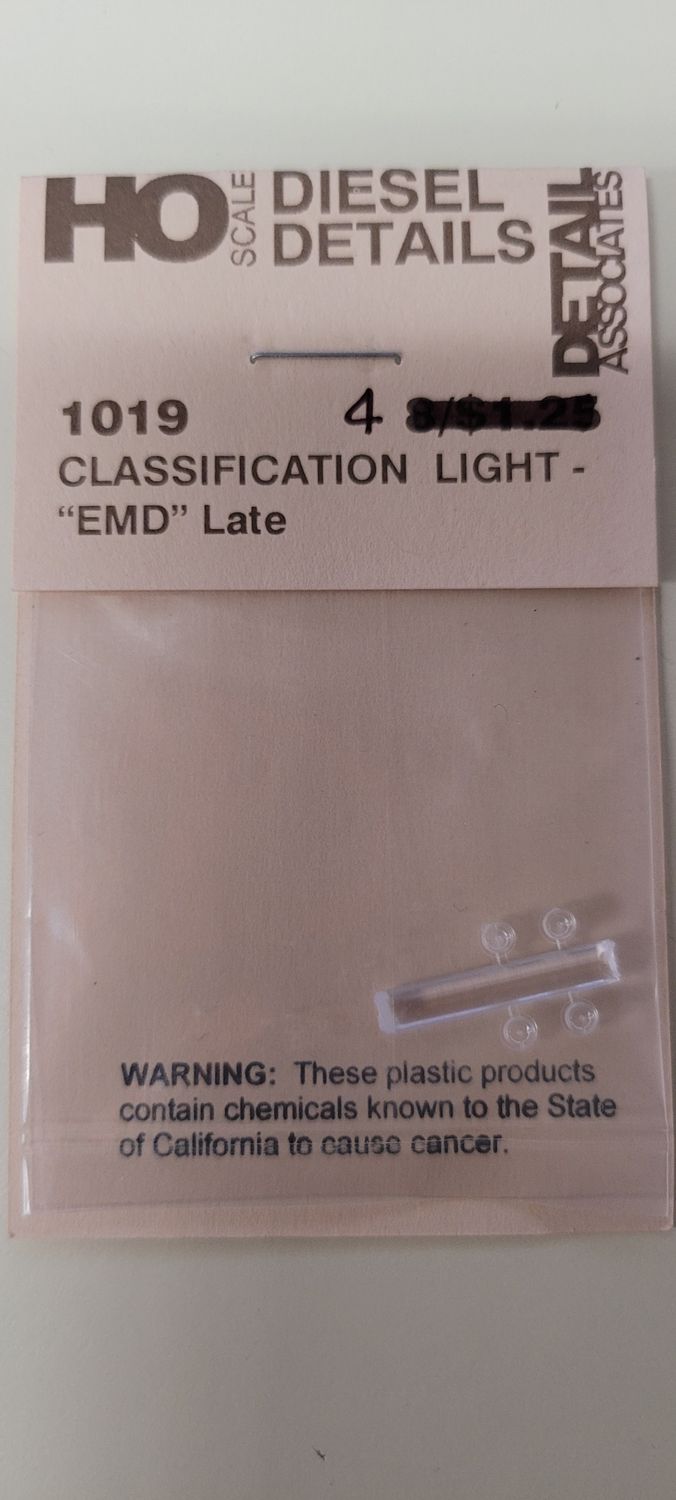 HO SCALE DIESEL
DETAILS
DETAIL
ASSOCIATES
1019 4 8/$1.25
CLASSIFICATION LIGHT -
“EMD” Late
WARNING: These plastic products
contain chemicals known to the State
of California to cause cancer.